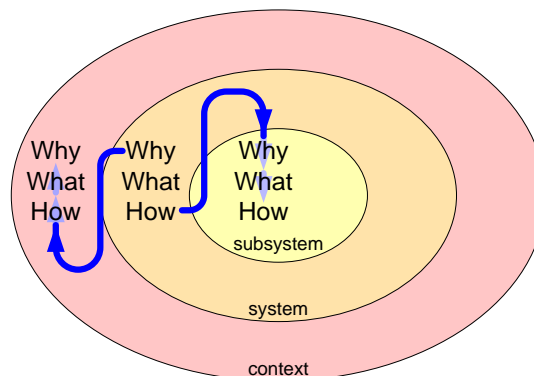 Why Why Why
What What What
How How How
subsystem
system
context